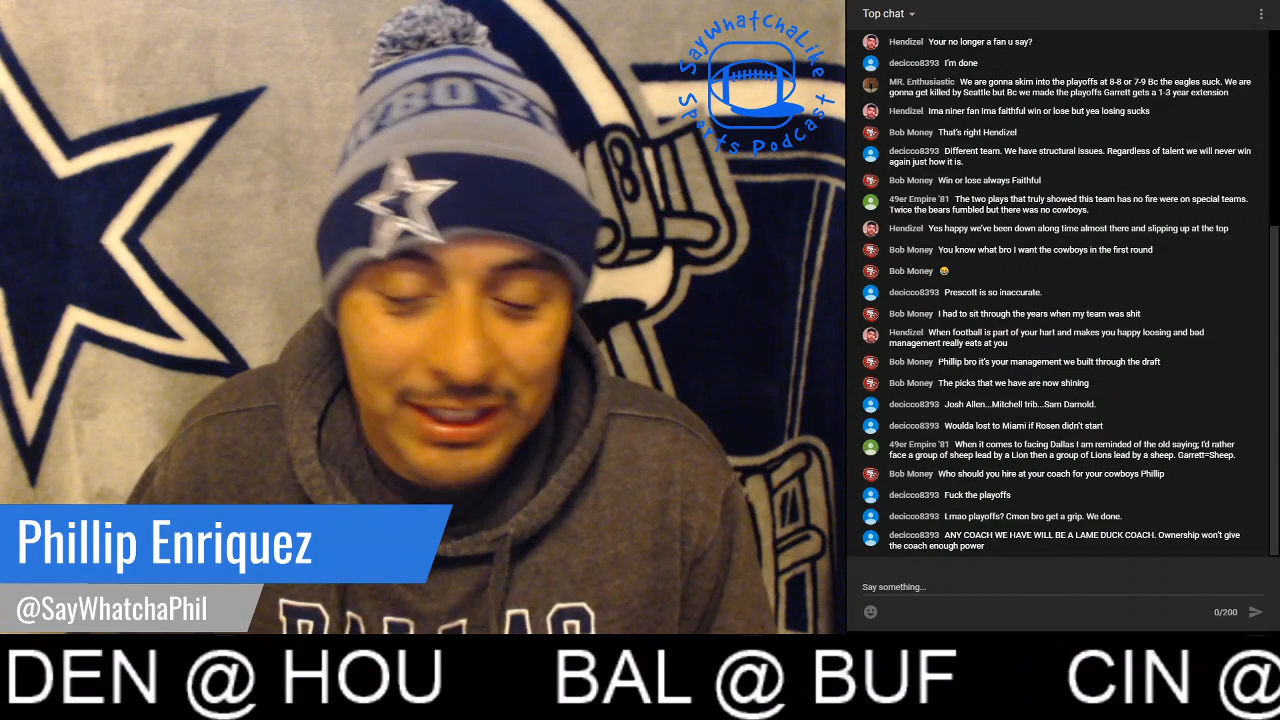 SayWhatChaLike
Sports Podcast
COWBOYS
Phillip Enriquez
@SayWhatchaPhil
DALLAS
Top chat
Hendizel Your no longer a fan u say?
decicco8393 I'm done
MR. Enthusiastic We are gonna skim into the playoffs at 8-8 or 7-9 Bc the eagles suck. We are
gonna get killed by Seattle but Bc we made the playoffs Garrett gets a 1-3 year extension
Hendizel Ima niner fan Ima faithful win or lose but yea losing sucks
Bob Money That's right Hendizel
decicco8393 Different team. We have structural issues. Regardless of talent we will never win
again just how it is.
Bob Money Win or lose always Faithful
49er Empire '81 The two plays that truly showed this team has no fire were on special teams.
Twice the bears fumbled but there was no cowboys.
Hendizel Yes happy we've been down along time almost there and slipping up at the top
Bob Money You know what bro I want the cowboys in the first round
Bob Money 😆
decicco8393 Prescott is so inaccurate.
Bob Money I had to sit through the years when my team was shit
Hendizel When football is part of your hart and makes you happy loosing and bad
management really eats at you
Bob Money Phillip bro it's your management we built through the draft
Bob Money The picks that we have are now shining
decicco8393 Josh Allen...Mitchell trib...Sam Darnold.
decicco8393 Woulda lost to Miami if Rosen didn't start
49er Empire '81 When it comes to facing Dallas I am reminded of the old saying; I'd rather
face a group of sheep lead by a Lion then a group of Lions lead by a sheep. Garrett=Sheep.
Bob Money Who should you hire at your coach for your cowboys Phillip
decicco8393 Fuck the playoffs
decicco8393 Lmao playoffs? Cmon bro get a grip. We done.
decicco8393 ANY COACH WE HAVE WILL BE A LAME DUCK COACH. Ownership won't give
the coach enough power
Say something...
0/200
DEN @ HOU BAL @ BUF CIN @